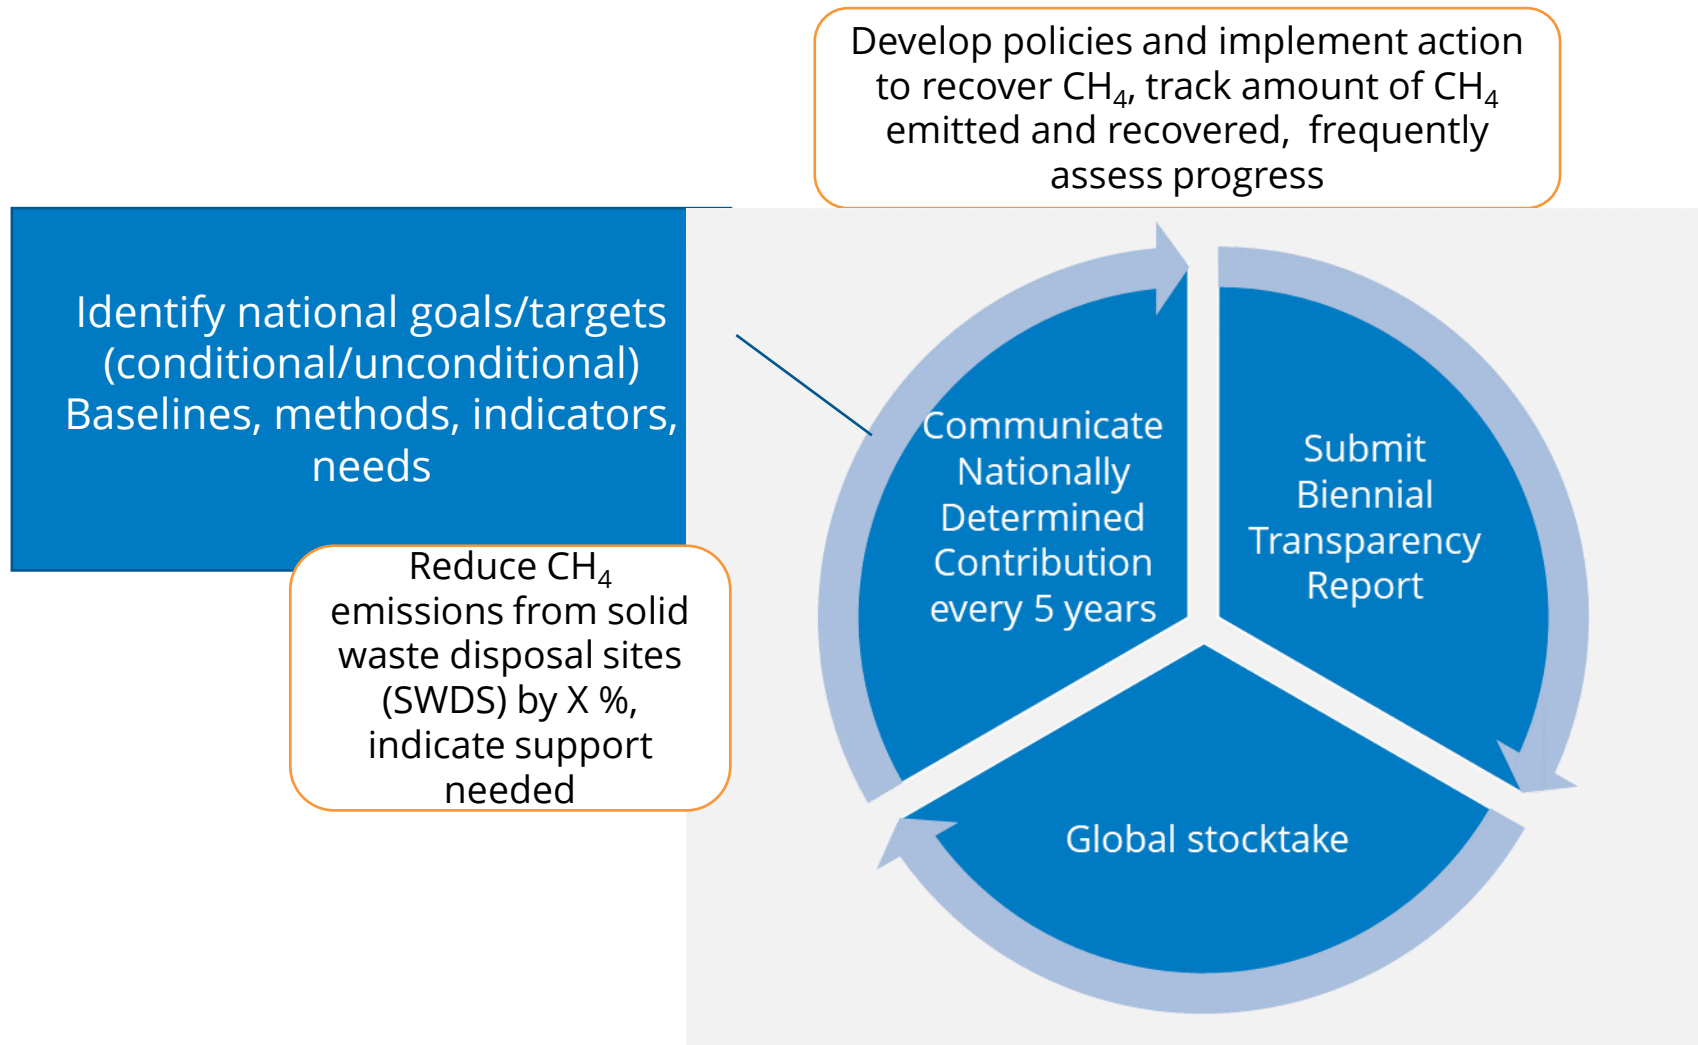 Develop policies and implement action
to recover CH₄, track amount of CH₄
emitted and recovered, frequently
assess progress
Identify national goals/targets
(conditional/unconditional)
Baselines, methods, indicators,
needs
Reduce CH₄
emissions from solid
waste disposal sites
(SWDS) by X %,
indicate support
needed
Communicate
Nationally
Determined
Contribution
every 5 years
Submit
Biennial
Transparency
Report
Global stocktake